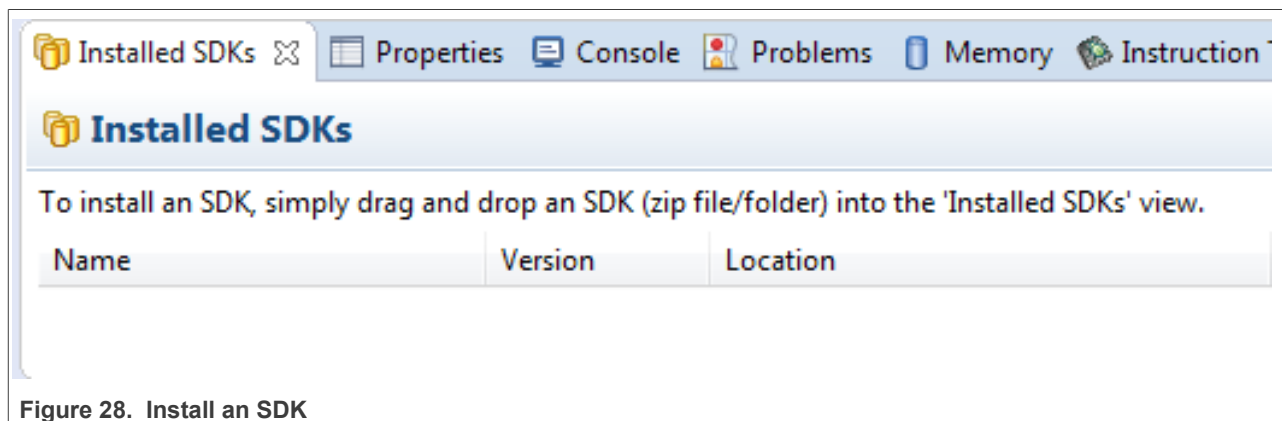 Installed SDKs Properties Console Problems Memory Instruction
Installed SDKs
To install an SDK, simply drag and drop an SDK (zip file/folder) into the 'Installed SDKs' view.
Name Version Location
Figure 28. Install an SDK